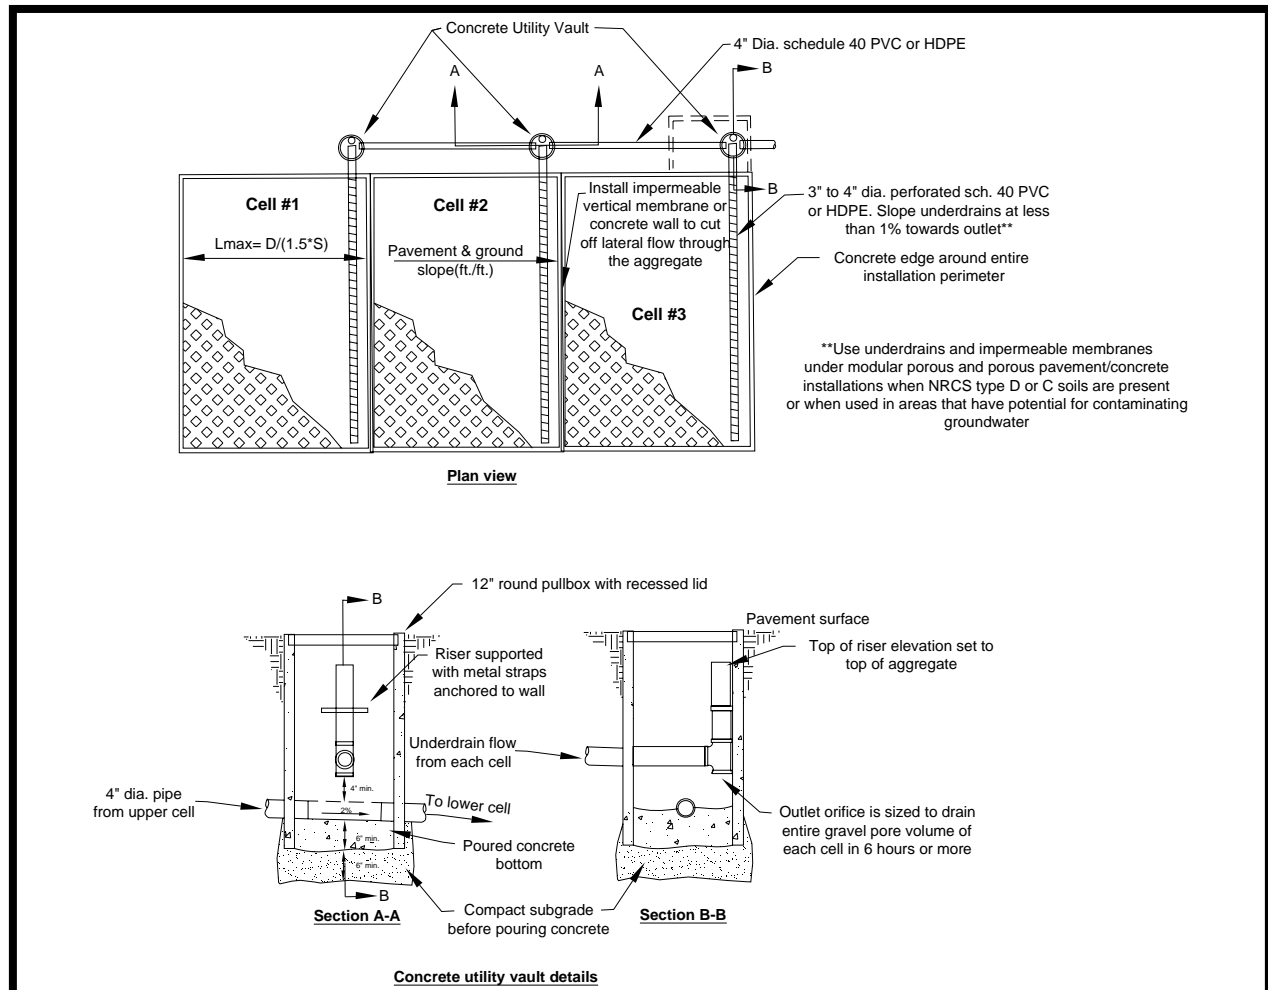 Concrete Utility Vault
4" Dia. schedule 40 PVC or HDPE
A
A
B
B
Cell #1
Cell #2
Install impermeable
vertical membrane or
concrete wall to cut
off lateral flow through
the aggregate
Lmax= D/(1.5*S)
Pavement & ground
slope(ft./ft.)
Cell #3
3" to 4" dia. perforated sch. 40 PVC
or HDPE. Slope underdrains at less
than 1% towards outlet**
Concrete edge around entire
installation perimeter
**Use underdrains and impermeable membranes
under modular porous and porous pavement/concrete
installations when NRCS type D or C soils are present
or when used in areas that have potential for contaminating
groundwater
Plan view
12" round pullbox with recessed lid
B
Riser supported
with metal straps
anchored to wall
4" min.
4" dia. pipe
from upper cell
2%
To lower cell
6" min.
6" min.
Poured concrete
bottom
B
Section A-A
Compact subgrade
before pouring concrete
Pavement surface
Top of riser elevation set to
top of aggregate
Underdrain flow
from each cell
Outlet orifice is sized to drain
entire gravel pore volume of
each cell in 6 hours or more
Section B-B
Concrete utility vault details